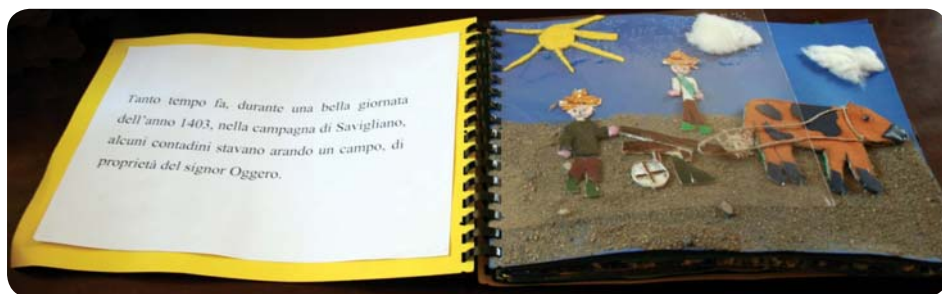 Tanto tempo fa, durante una bella giornata
dell'anno 1403, nella campagna di Savigliano,
alcuni contadini stavano arando un campo, di
proprietà del signor Oggero.